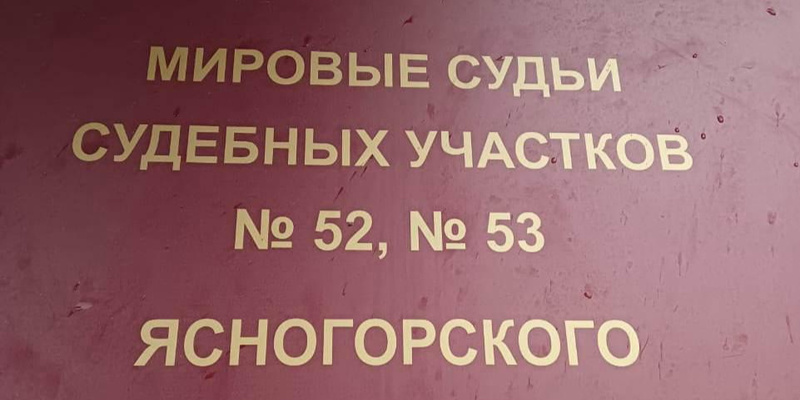 МИРОВЫЕ СУДЬИ
СУДЕБНЫХ УЧАСТКОВ
№ 52, № 53
ЯСНОГОРСКОГО